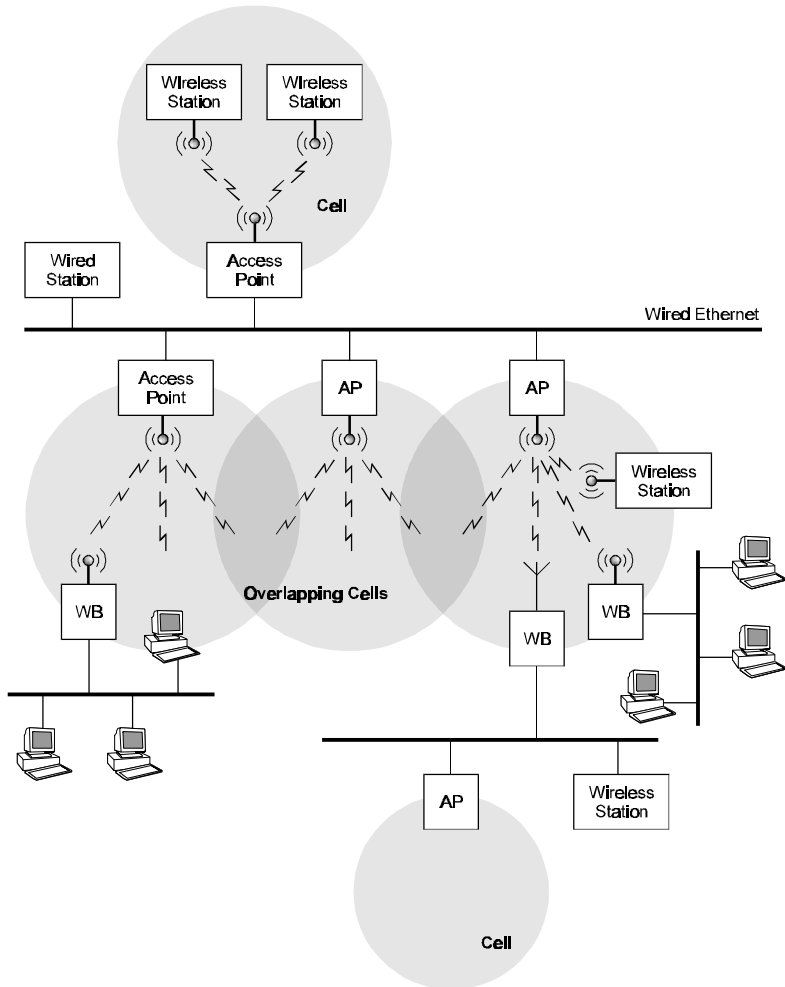 Wireless
Station
Wireless
Station
Cell
Wired
Station
Access
Point
Wired Ethernet
Access
Point
AP
AP
Wireless
Station
WB
Overlapping Cells
WB
WB
AP
Wireless
Station
Cell